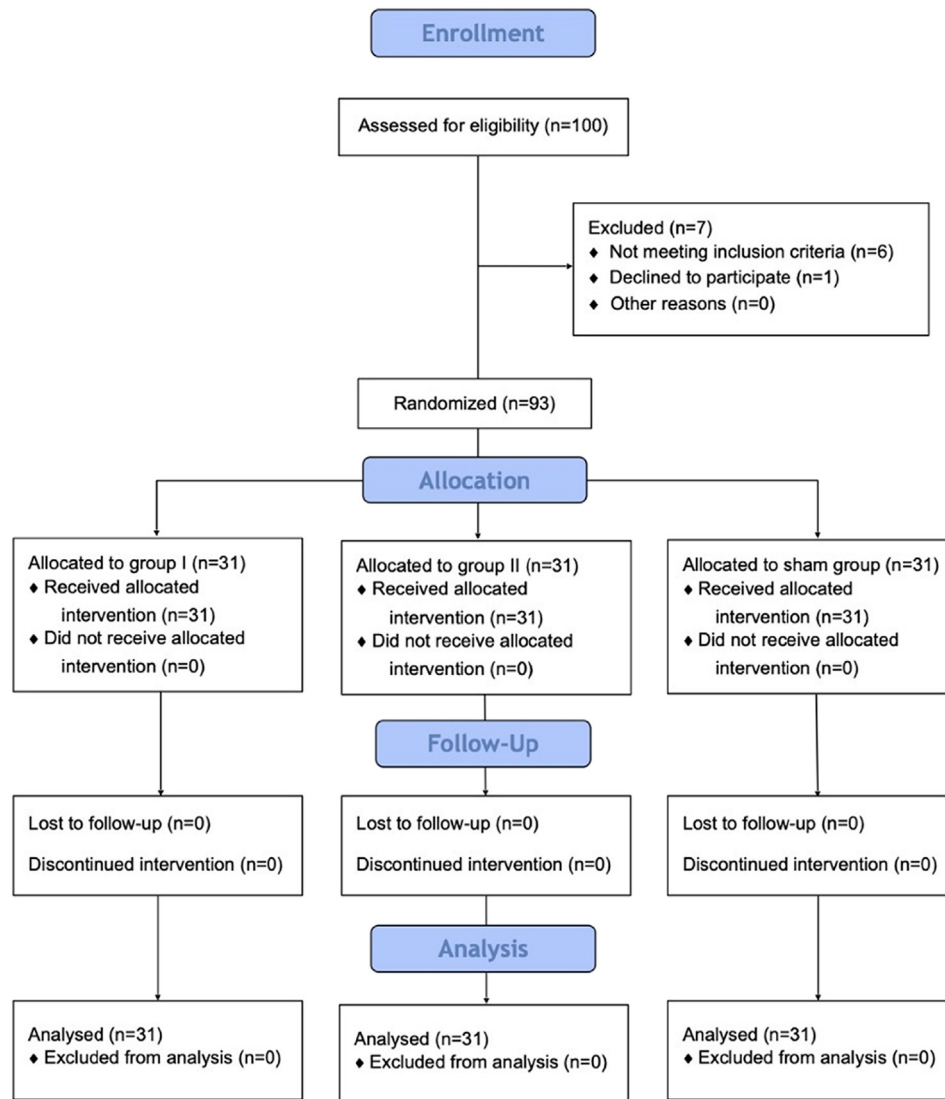 Enrollment
Assessed for eligibility (n=100)
Excluded (n=7)
♦ Not meeting inclusion criteria (n=6)
♦ Declined to participate (n=1)
♦ Other reasons (n=0)
Randomized (n=93)
Allocation
Allocated to group I (n=31)
♦ Received allocated
intervention (n=31)
♦ Did not receive allocated
intervention (n=0)
Allocated to group II (n=31)
♦ Received allocated
intervention (n=31)
♦ Did not receive allocated
intervention (n=0)
Allocated to sham group (n=31)
♦ Received allocated
intervention (n=31)
♦ Did not receive allocated
intervention (n=0)
Follow-Up
Lost to follow-up (n=0)
Discontinued intervention (n=0)
Lost to follow-up (n=0)
Discontinued intervention (n=0)
Lost to follow-up (n=0)
Discontinued intervention (n=0)
Analysis
Analysed (n=31)
♦ Excluded from analysis (n=0)
Analysed (n=31)
♦ Excluded from analysis (n=0)
Analysed (n=31)
♦ Excluded from analysis (n=0)